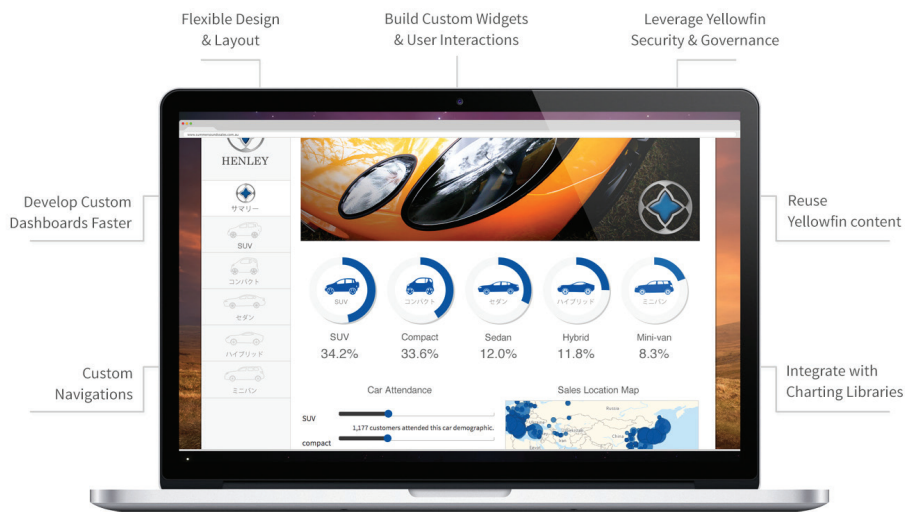 Flexible Design
& Layout
Build Custom Widgets
& User Interactions
Leverage Yellowfin
Security & Governance
Develop Custom
Dashboards Faster
Reuse
Yellowfin content
Custom
Navigations
Integrate with
Charting Libraries
HENLEY
サマリー
SUV
コンパクト
セダン
ハイブリッド
ミニバン
SUV
コンパクト
セダン
ハイブリッド
ミニバン
SUV
Compact
Sedan
Hybrid
Mini-van
34.2%
33.6%
12.0%
11.8%
8.3%
Car Attendance
SUV
1,177 customers attended this car demographic.
compact
Sales Location Map
Russia
China
Iran